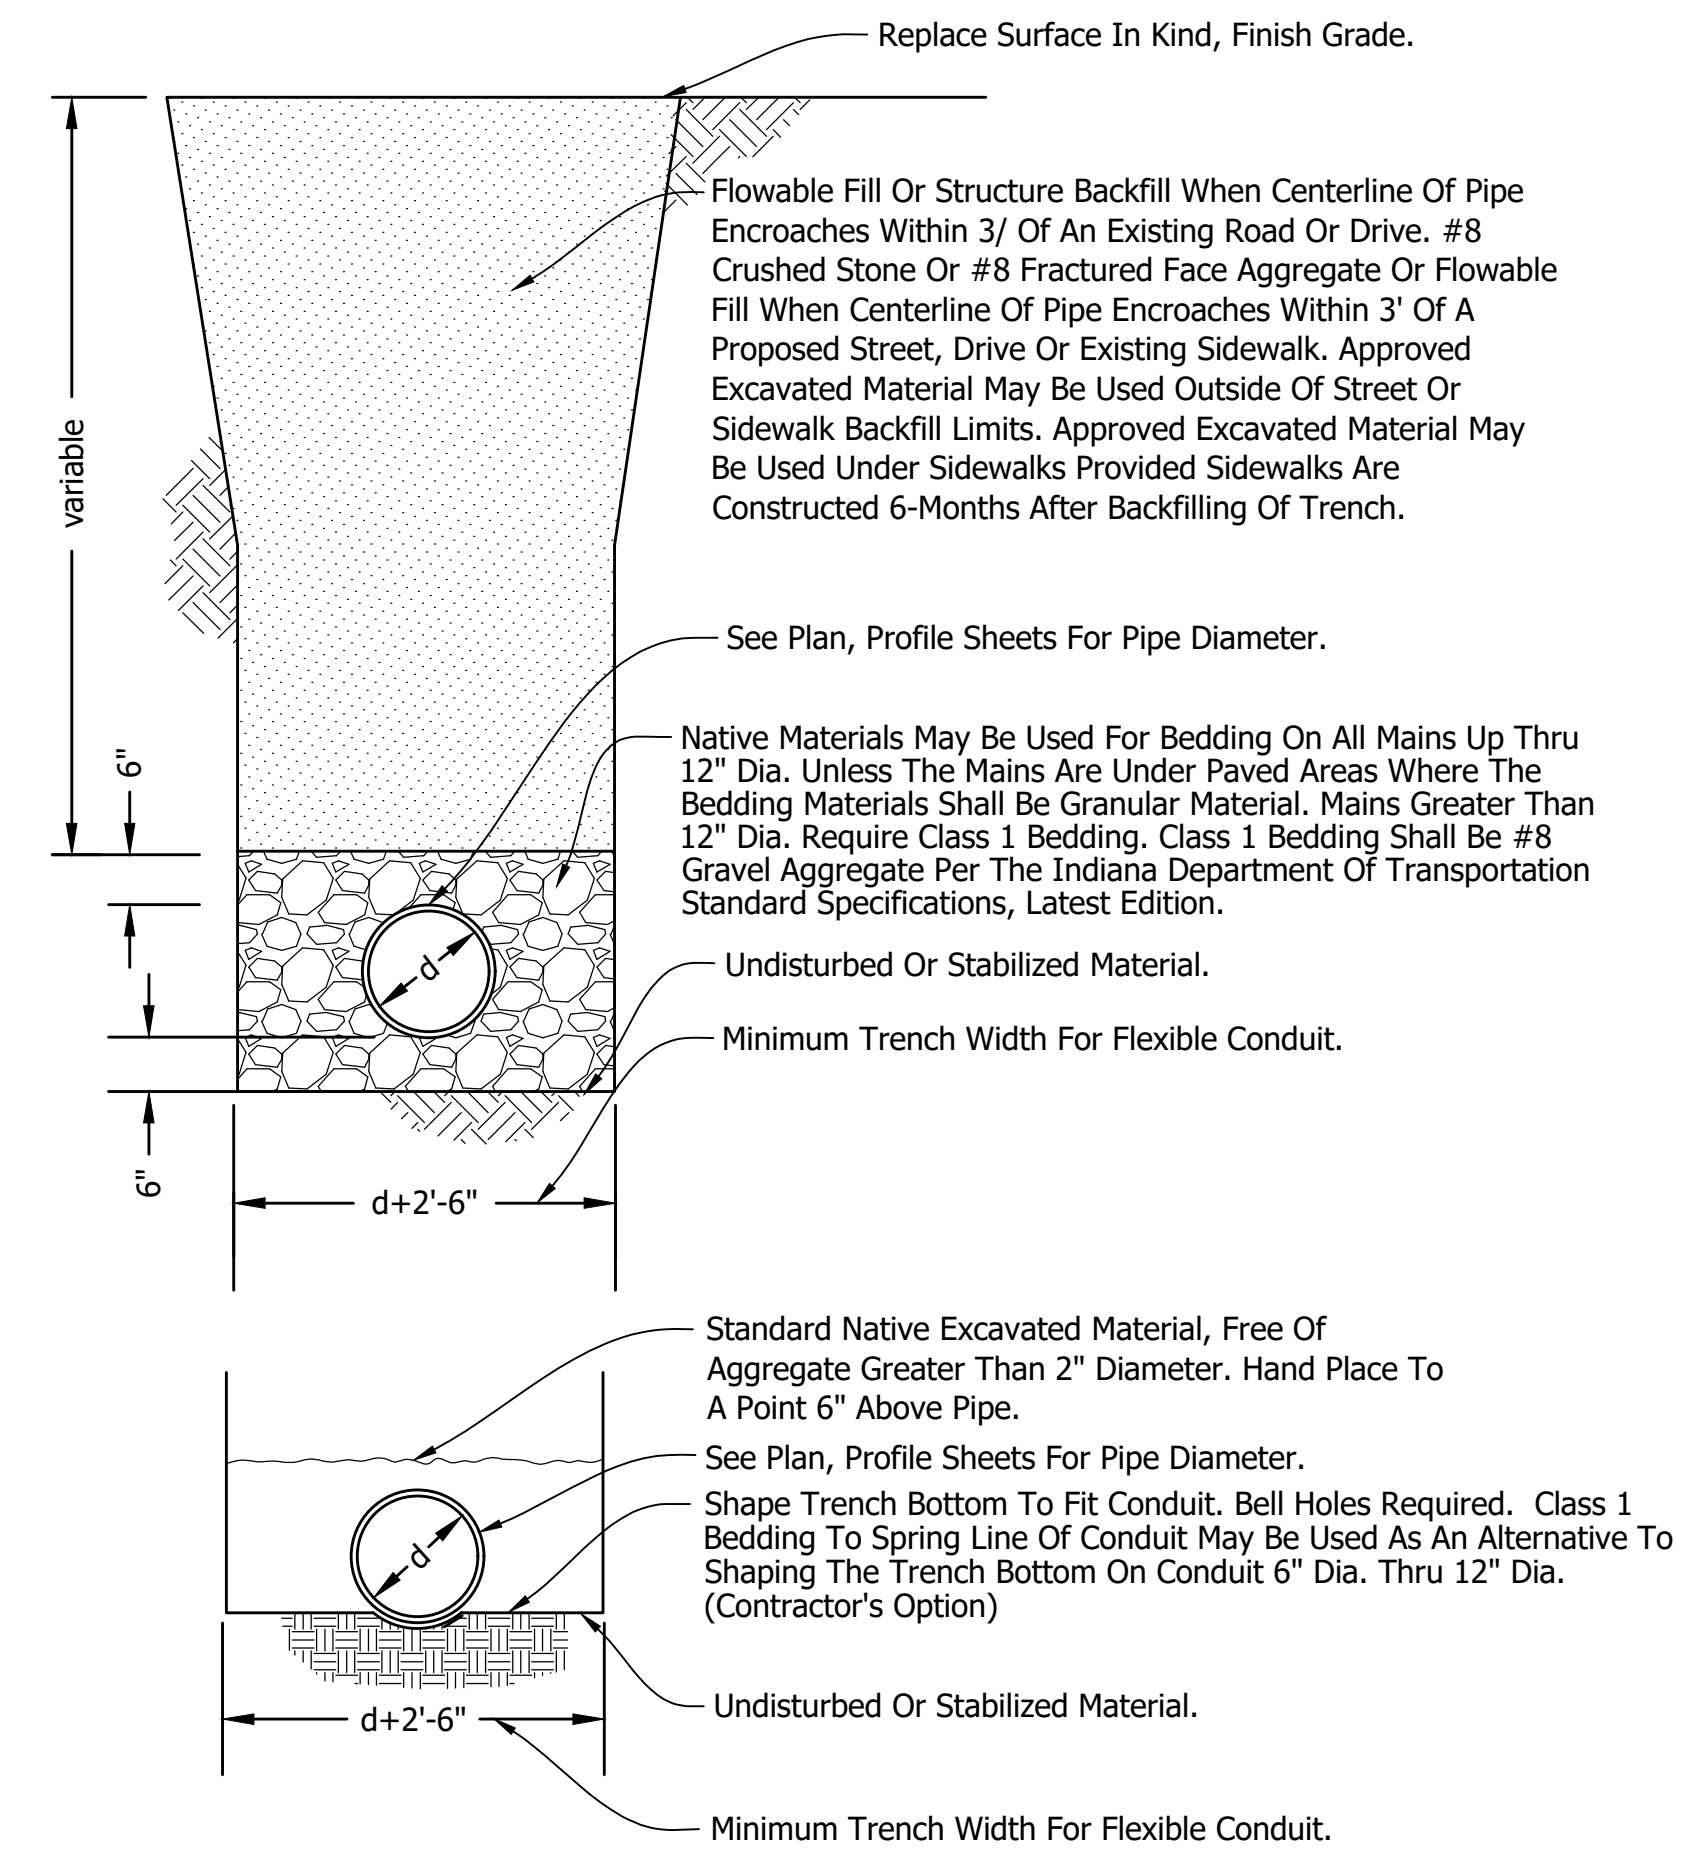 Replace Surface In Kind, Finish Grade.
Flowable Fill Or Structure Backfill When Centerline Of Pipe
Encroaches Within 3/ Of An Existing Road Or Drive. #8
Crushed Stone Or #8 Fractured Face Aggregate Or Flowable
Fill When Centerline Of Pipe Encroaches Within 3' Of A
Proposed Street, Drive Or Existing Sidewalk. Approved
Excavated Material May Be Used Outside Of Street Or
Sidewalk Backfill Limits. Approved Excavated Material May
Be Used Under Sidewalks Provided Sidewalks Are
Constructed 6-Months After Backfilling Of Trench.
variable
See Plan, Profile Sheets For Pipe Diameter.
6"
Native Materials May Be Used For Bedding On All Mains Up Thru
12" Dia. Unless The Mains Are Under Paved Areas Where The
Bedding Materials Shall Be Granular Material. Mains Greater Than
12" Dia. Require Class 1 Bedding. Class 1 Bedding Shall Be #8
Gravel Aggregate Per The Indiana Department Of Transportation
Standard Specifications, Latest Edition.
d
Undisturbed Or Stabilized Material.
Minimum Trench Width For Flexible Conduit.
6"
d+2'-6"
Standard Native Excavated Material, Free Of
Aggregate Greater Than 2" Diameter. Hand Place To
A Point 6" Above Pipe.
See Plan, Profile Sheets For Pipe Diameter.
Shape Trench Bottom To Fit Conduit. Bell Holes Required. Class 1
Bedding To Spring Line Of Conduit May Be Used As An Alternative To
Shaping The Trench Bottom On Conduit 6" Dia. Thru 12" Dia.
(Contractor's Option)
d
Undisturbed Or Stabilized Material.
d+2'-6"
Minimum Trench Width For Flexible Conduit.